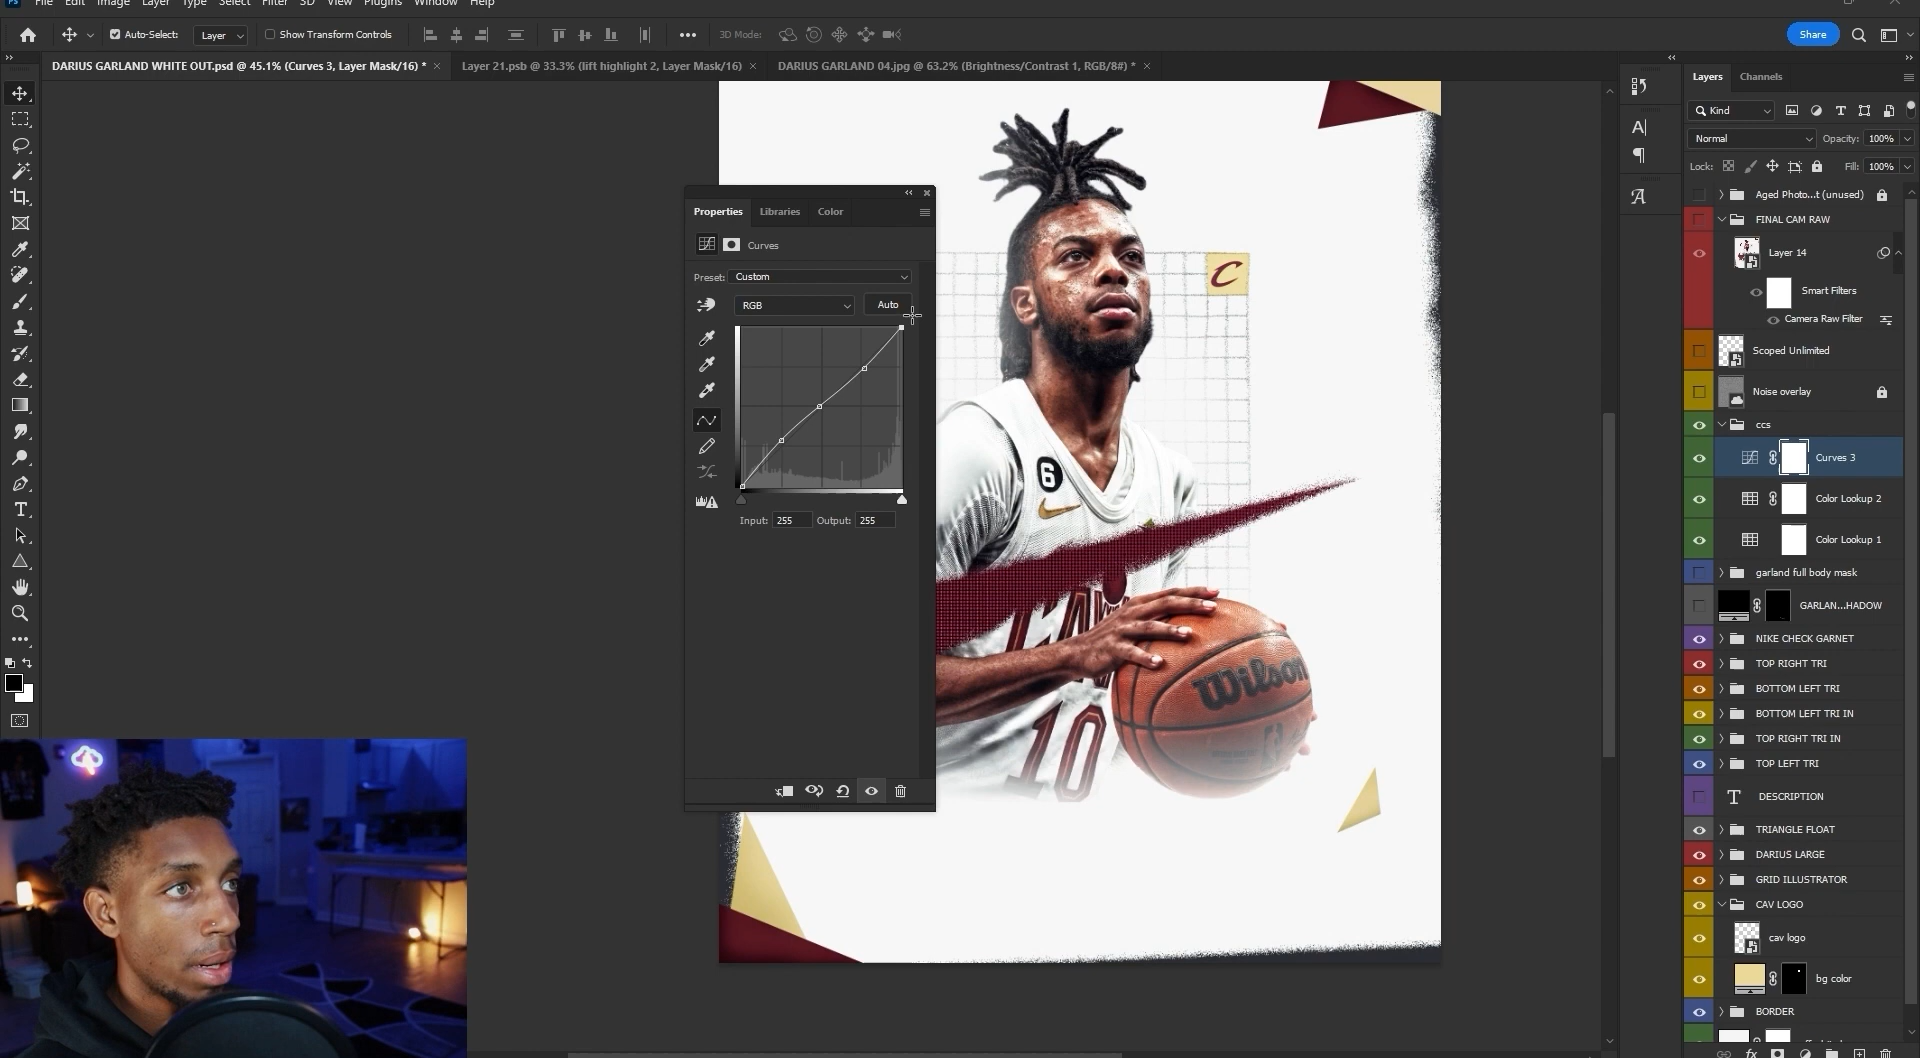 File Edit Image Layer Type Select Filter 3D View Plugins Window Help
Auto-Select: Layer Show Transform Controls 3D Mode: Share
DARIUS GARLAND WHITE OUT.psd @ 45.1% (Curves 3, Layer Mask/16) *
Layer 21.psb @ 33.3% (lift highlight 2, Layer Mask/16)
DARIUS GARLAND 04.jpg @ 63.2% (Brightness/Contrast 1, RGB/8#) *
Properties Libraries Color
Curves
Preset: Custom
RGB Auto
Input: 255 Output: 255
C
6
Wilson
10
Layers Channels
Kind
Normal Opacity: 100%
Lock: Fill: 100%
Aged Photo...t (unused)
FINAL CAM RAW
Layer 14
Smart Filters
Camera Raw Filter
Scoped Unlimited
Noise overlay
ccs
Curves 3
Color Lookup 2
Color Lookup 1
garland full body mask
GARLAN...HADOW
NIKE CHECK GARNET
TOP RIGHT TRI
BOTTOM LEFT TRI
BOTTOM LEFT TRI IN
TOP RIGHT TRI IN
TOP LEFT TRI
DESCRIPTION
TRIANGLE FLOAT
DARIUS LARGE
GRID ILLUSTRATOR
CAV LOGO
cav logo
bg color
BORDER